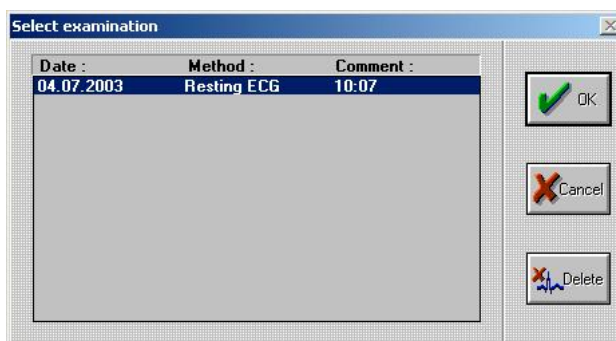 Select examination
Date : Method : Comment :
04.07.2003 Resting ECG 10:07
OK
Cancel
Delete